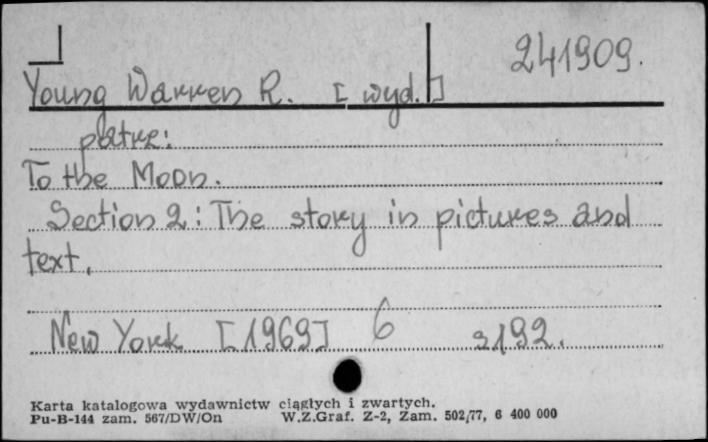 241909.
Young Warren R. [wyd.]
patrz:
To the Moon.
Section 2: The story in pictures and
text.
New York [1969] 6 s192.
Karta katalogowa wydawnictw ciągłych i zwartych.
Pu-B-144 zam. 567/DW/On W.Z.Graf. Z-2, Zam. 502/77, 6 400 000